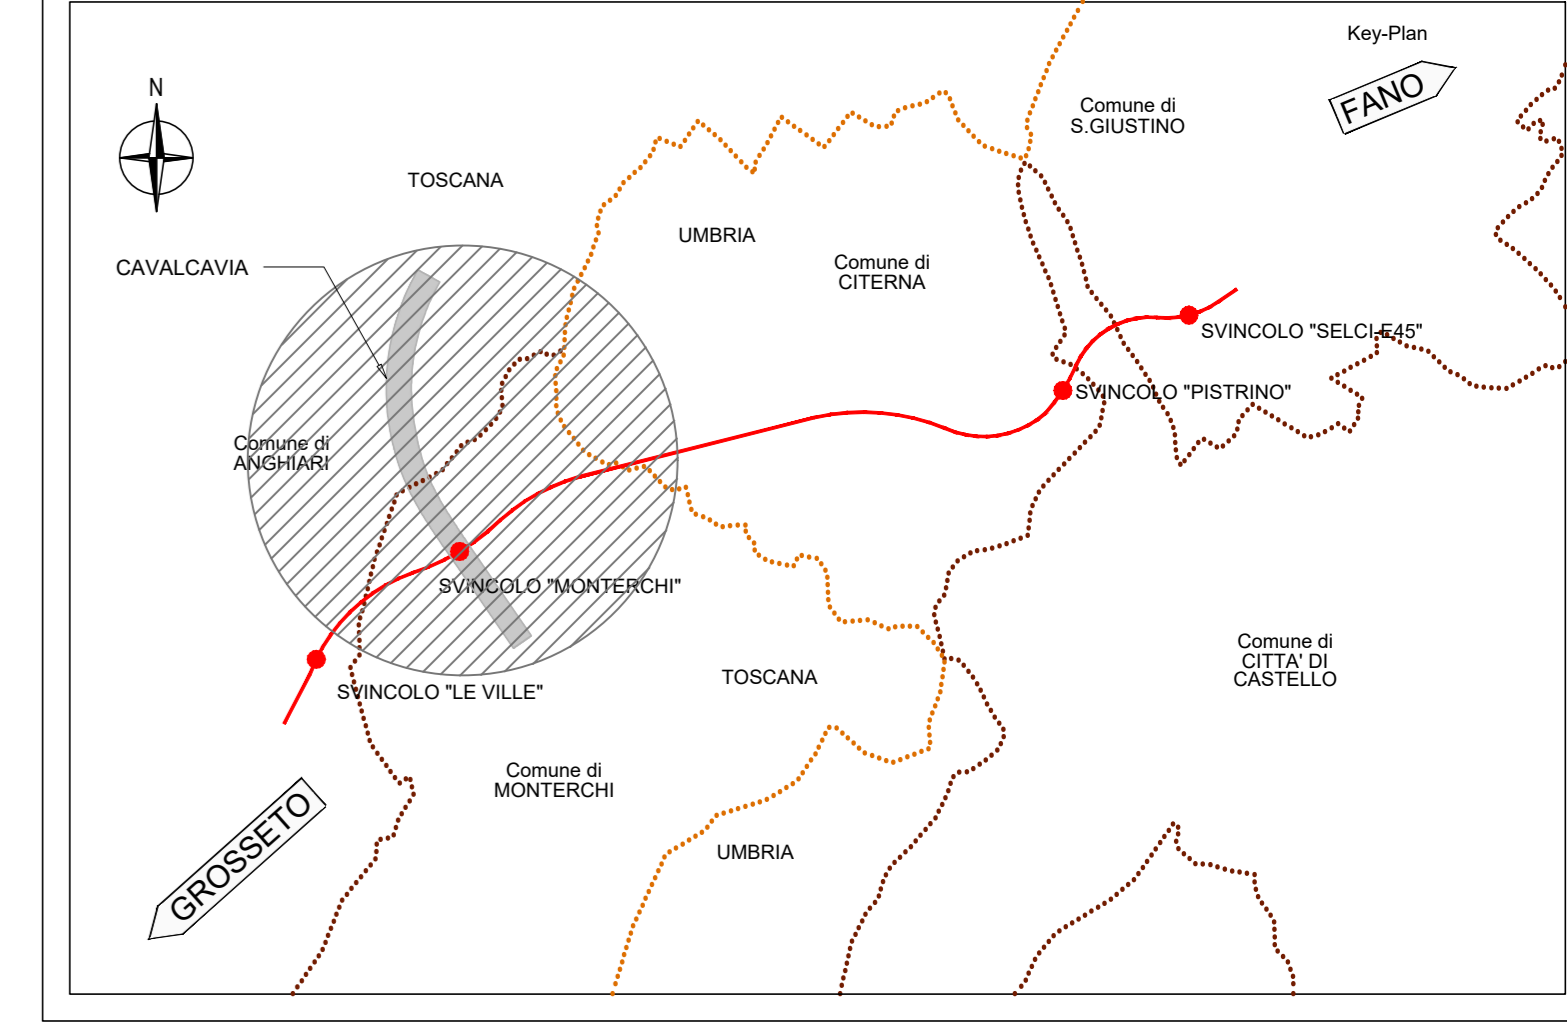 Key-Plan
N
FANO
Comune di
S.GIUSTINO
TOSCANA
UMBRIA
CAVALCAVIA
Comune di
CITERNA
SVINCOLO "SELCI-E45"
SVINCOLO "PISTRINO"
Comune di
ANGHIARI
SVINCOLO "MONTERCHI"
Comune di
CITTA' DI
CASTELLO
TOSCANA
SVINCOLO "LE VILLE"
Comune di
MONTERCHI
GROSSETO
UMBRIA